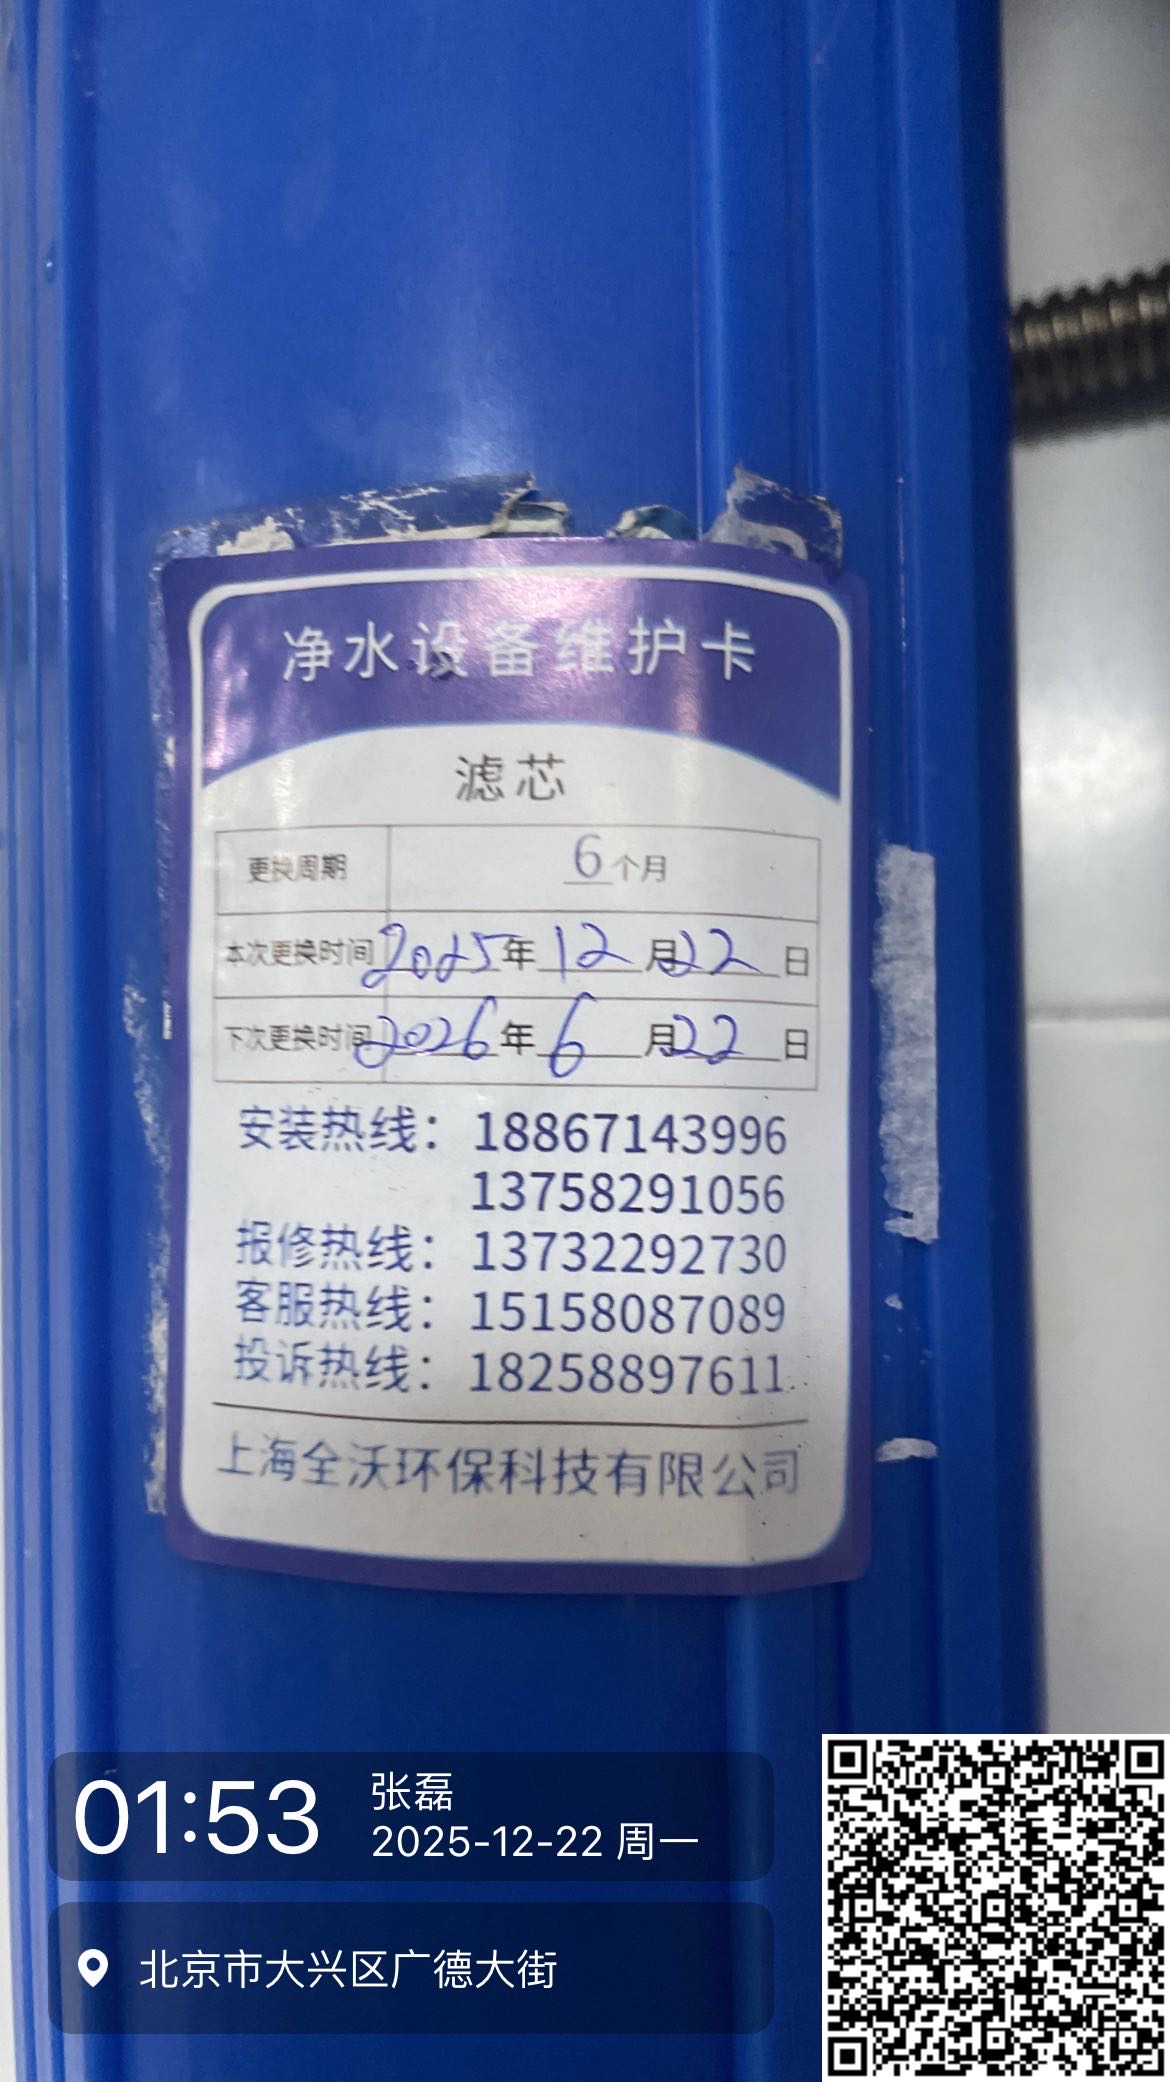 净水设备维护卡
滤芯
更换周期 6个月
本次更换时间 2025年12月22日
下次更换时间 2026年6月22日
安装热线：18867143996
13758291056
报修热线：13732292730
客服热线：15158087089
投诉热线：18258897611
上海全沃环保科技有限公司
01:53
张磊
2025-12-22 周一
北京市大兴区广德大街